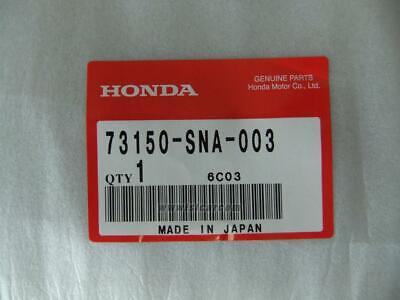 GENUINE PARTS
HONDA Honda Motor Co., Ltd.
73150-SNA-003
QTY 1 6C03
MADE IN JAPAN